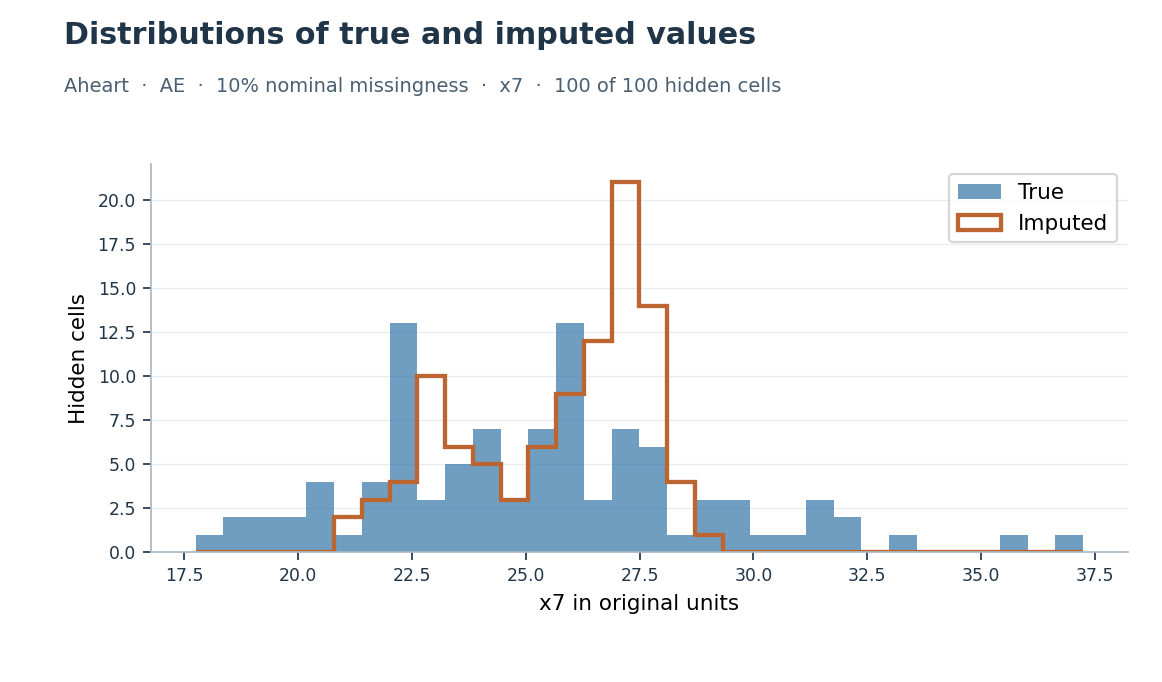 Distributions of true and imputed values
Aheart · AE · 10% nominal missingness · x7 · 100 of 100 hidden cells
True
Imputed
Hidden cells
20.0
17.5
15.0
12.5
10.0
7.5
5.0
2.5
0.0
17.5 20.0 22.5 25.0 27.5 30.0 32.5 35.0 37.5
x7 in original units